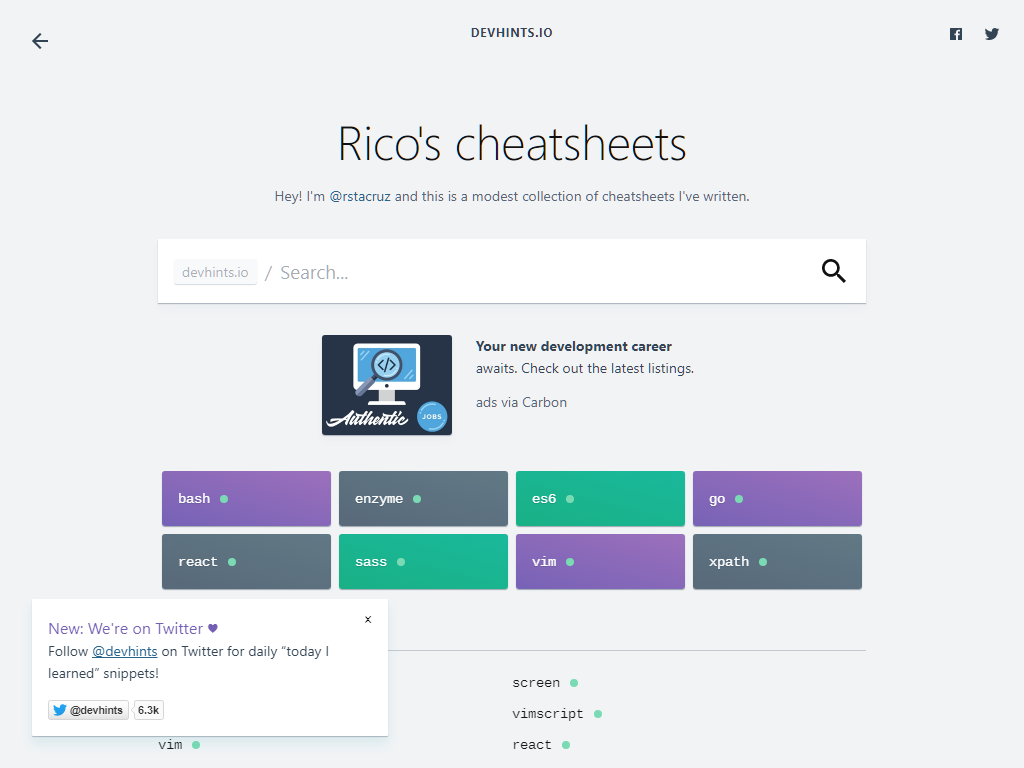 DEVHINTS.IO
Rico's cheatsheets
Hey! I'm @rstacruz and this is a modest collection of cheatsheets I've written.
devhints.io / Search...
Your new development career
awaits. Check out the latest listings.
ads via Carbon
Authentic JOBS
bash enzyme es6 go
react sass vim xpath
New: We're on Twitter ♥
x
Follow @devhints on Twitter for daily “today I
learned” snippets!
@devhints 6.3k
screen
vimscript
vim react